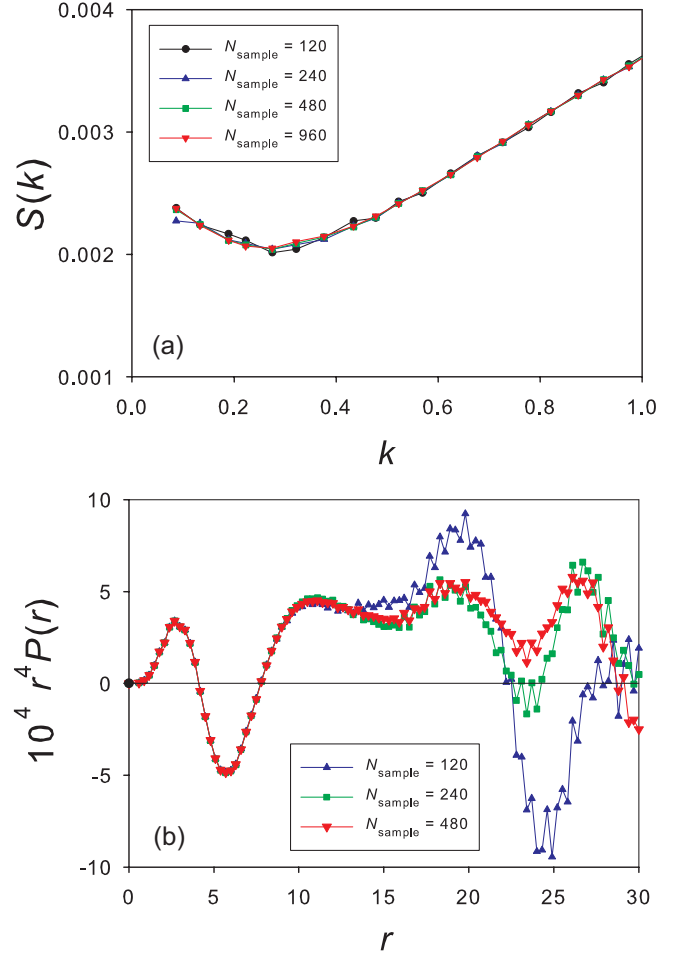 0.004
0.003
0.002
0.001
S(k)
N_sample = 120
N_sample = 240
N_sample = 480
N_sample = 960
(a)
0.0 0.2 0.4 0.6 0.8 1.0
k
10
5
0
-5
-10
10^4 r^4 P(r)
N_sample = 120
N_sample = 240
N_sample = 480
(b)
0 5 10 15 20 25 30
r